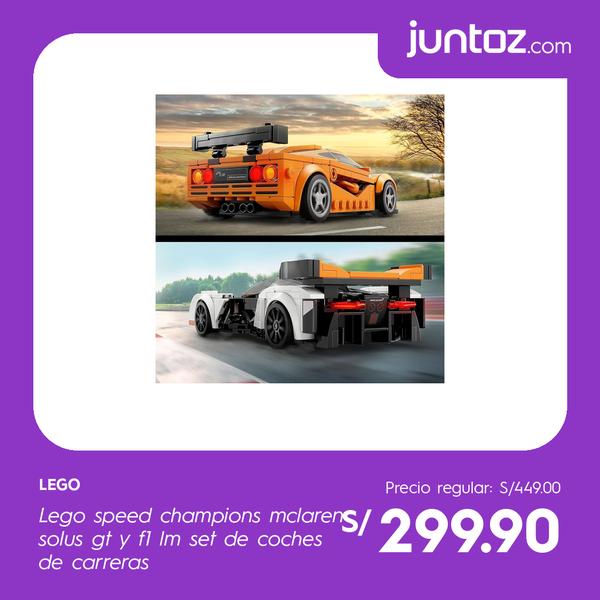 juntoz.com
LEGO
Precio regular: S/449.00
Lego speed champions mclaren
solus gt y f1 lm set de coches
de carreras
S/ 299.90